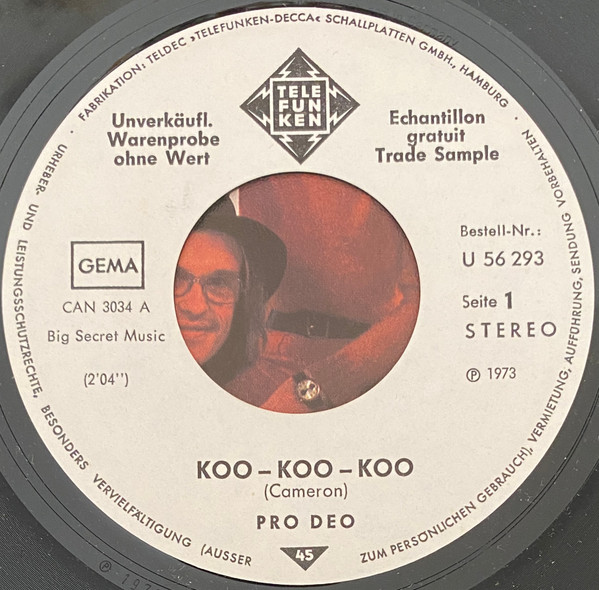 FABRIKATION: TELDEC »TELEFUNKEN-DECCA« SCHALLPLATTEN GMBH., HAMBURG ·
URHEBER- UND LEISTUNGSSCHUTZRECHTE, BESONDERS VERVIELFÄLTIGUNG (AUSSER
ZUM PERSÖNLICHEN GEBRAUCH), VERMIETUNG, AUFFÜHRUNG, SENDUNG VORBEHALTEN ·
TELE
FUN
KEN
Unverkäufl.
Warenprobe
ohne Wert
Echantillon
gratuit
Trade Sample
GEMA
CAN 3034 A
Big Secret Music
(2'04'')
Bestell-Nr.:
U 56 293
Seite 1
STEREO
Ⓟ 1973
KOO – KOO – KOO
(Cameron)
PRO DEO
45